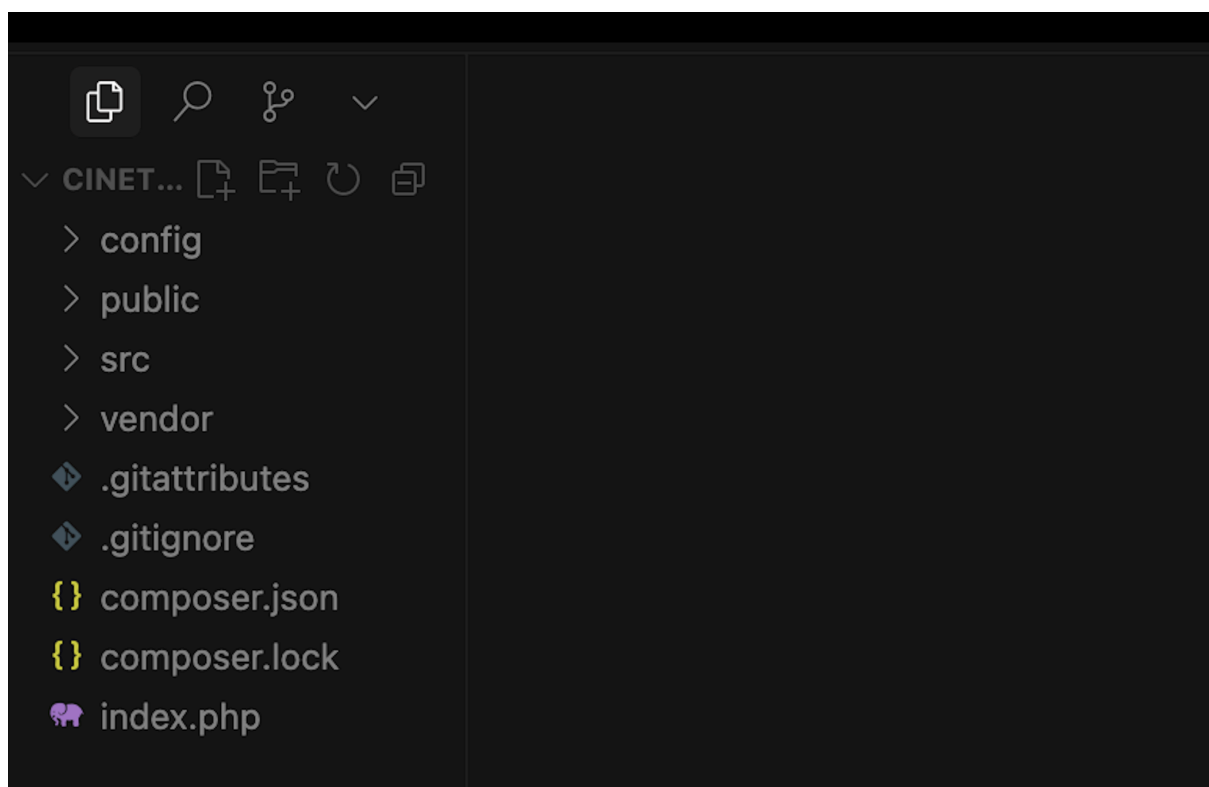 CINET...
config
public
src
vendor
.gitattributes
.gitignore
{} composer.json
{} composer.lock
index.php